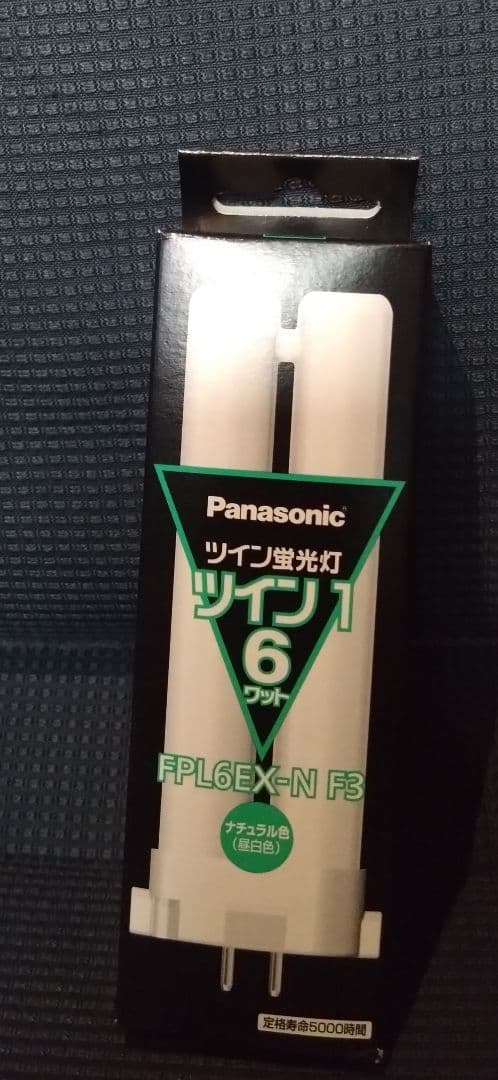 Panasonic
ツイン蛍光灯
ツイン1
6
ワット
FPL6EX-N F3
ナチュラル色
(昼白色)
定格寿命5000時間